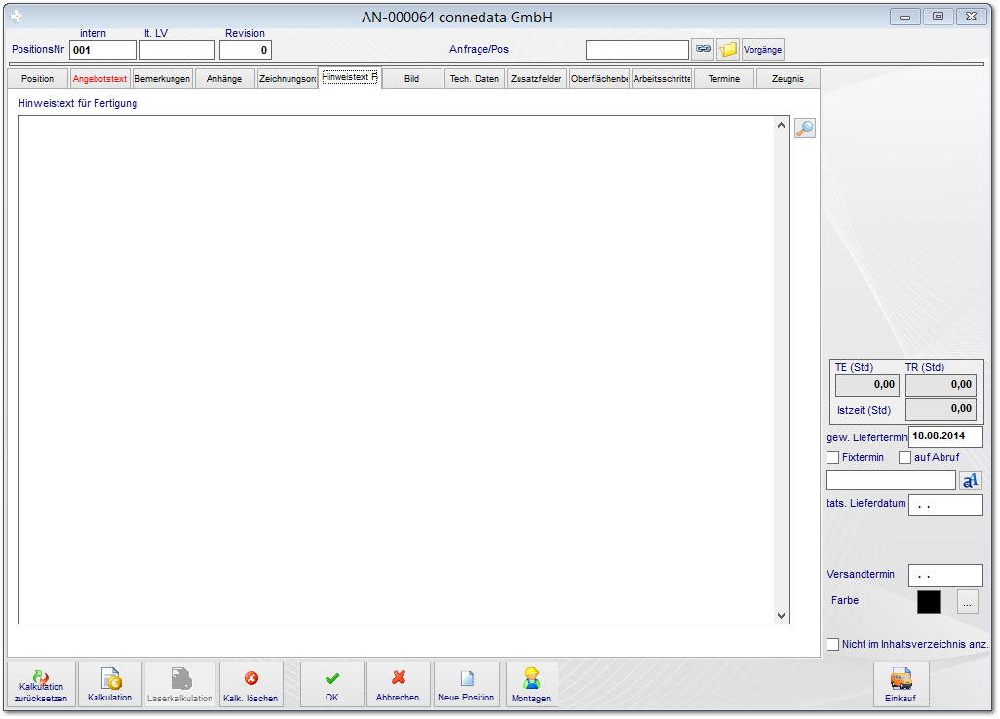 AN-000064 connedata GmbH
intern lt. LV Revision
PositionsNr 001 0 Anfrage/Pos Vorgänge
Position Angebotstext Bemerkungen Anhänge Zeichnungsord Hinweistext F Bild Tech. Daten Zusatzfelder Oberflächenbe Arbeitsschritte Termine Zeugnis
Hinweistext für Fertigung
TE (Std) TR (Std)
0,00 0,00
Istzeit (Std) 0,00
gew. Liefertermin 18.08.2014
Fixtermin auf Abruf
aA
tats. Lieferdatum . .
Versandtermin . .
Farbe ...
Nicht im Inhaltsverzeichnis anz.
Kalkulation
zurücksetzen Kalkulation Laserkalkulation Kalk. löschen OK Abbrechen Neue Position Montagen Einkauf